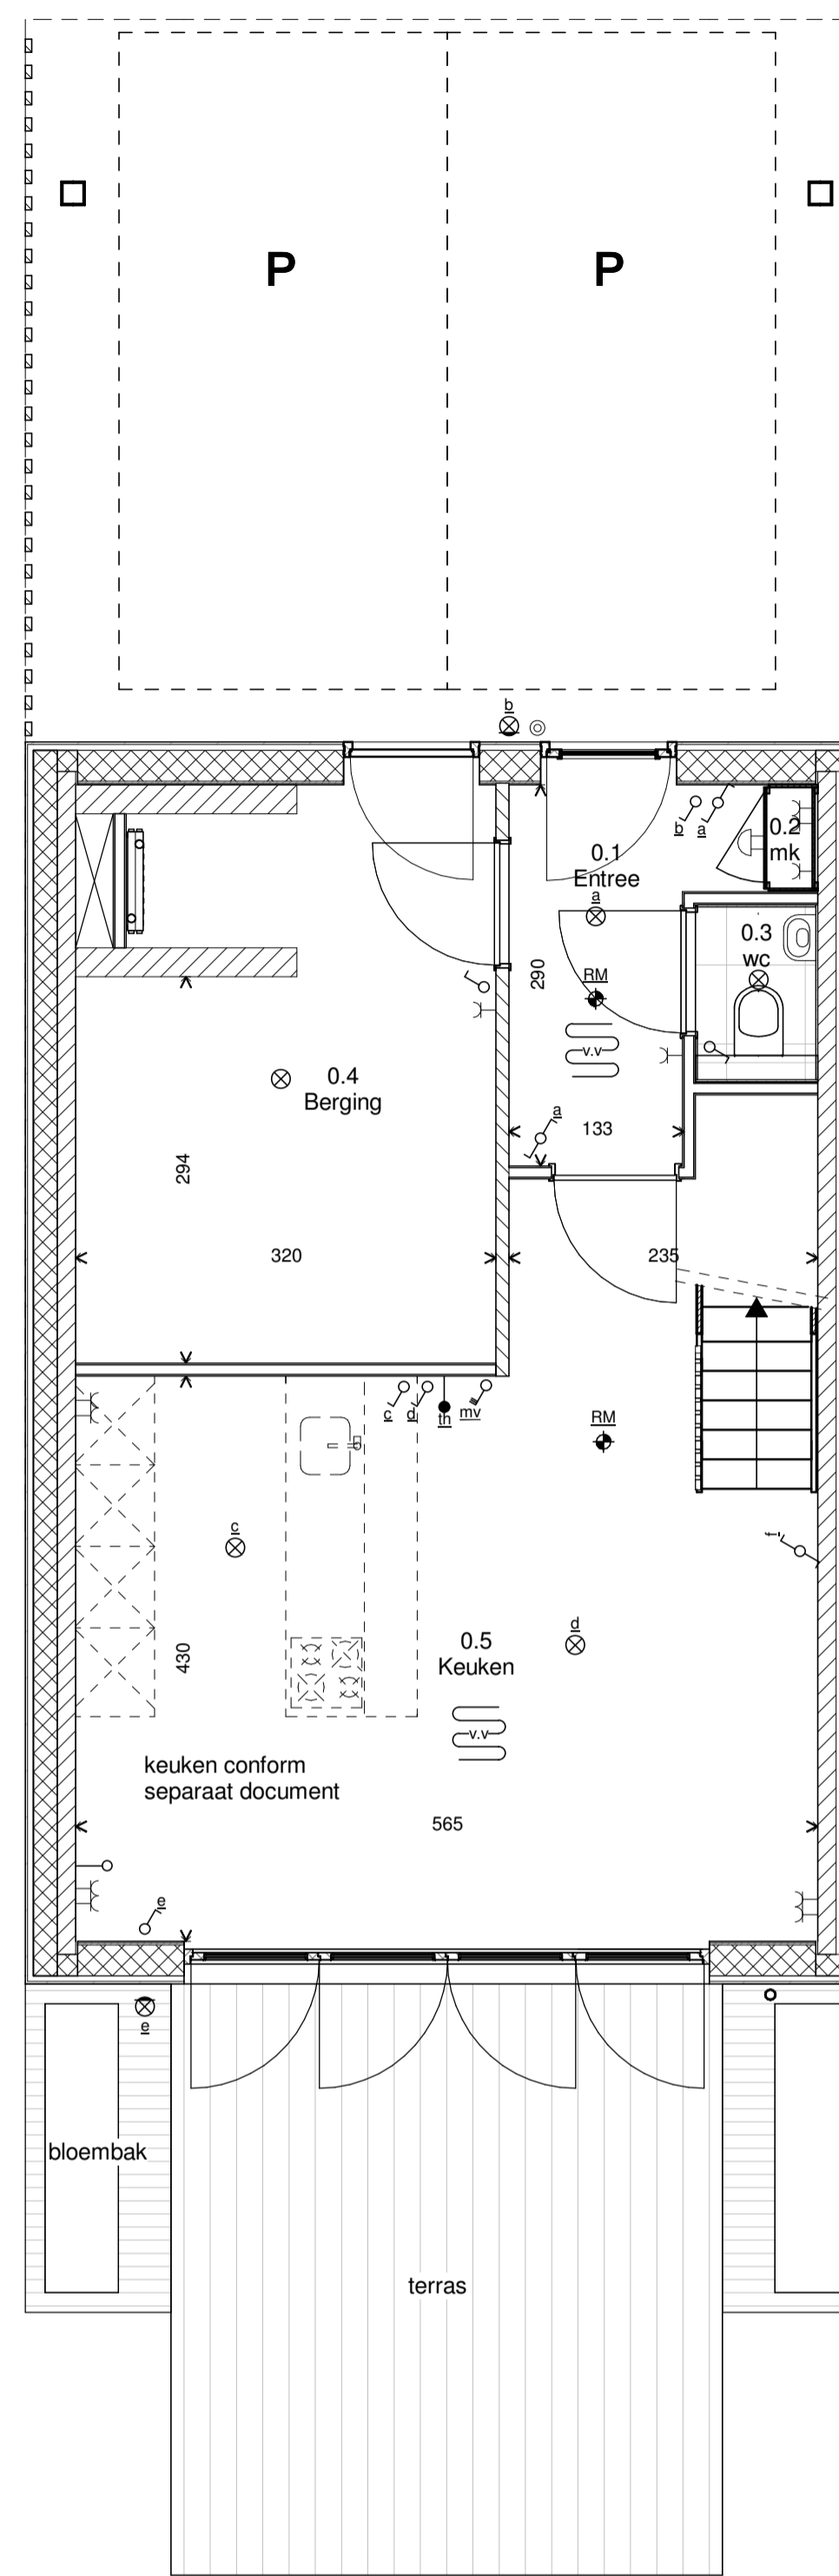 P
P
b
b
a
0.2
mk
0.1
Entree
a
0.3
wc
290
RM
v.v
0.4
Berging
a
133
294
320
235
c
d
th
mv
RM
c
f
d
0.5
Keuken
430
v.v
keuken conform
separaat document
565
e
e
bloembak
terras